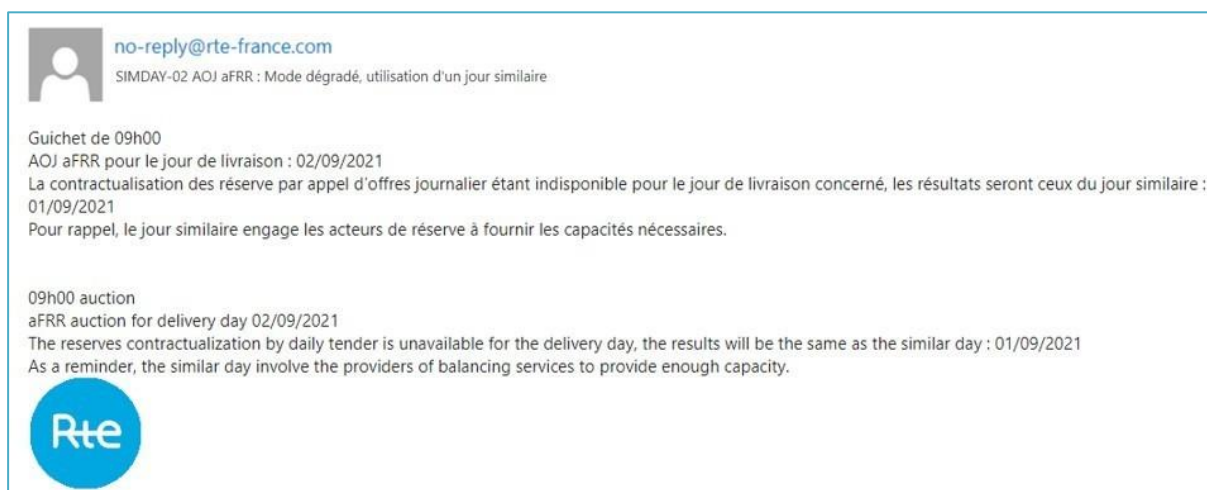 no-reply@rte-france.com
SIMDAY-02 AOJ aFRR : Mode dégradé, utilisation d'un jour similaire
Guichet de 09h00
AOJ aFRR pour le jour de livraison : 02/09/2021
La contractualisation des réserve par appel d'offres journalier étant indisponible pour le jour de livraison concerné, les résultats seront ceux du jour similaire :
01/09/2021
Pour rappel, le jour similaire engage les acteurs de réserve à fournir les capacités nécessaires.
09h00 auction
aFRR auction for delivery day 02/09/2021
The reserves contractualization by daily tender is unavailable for the delivery day, the results will be the same as the similar day : 01/09/2021
As a reminder, the similar day involve the providers of balancing services to provide enough capacity.
Rte